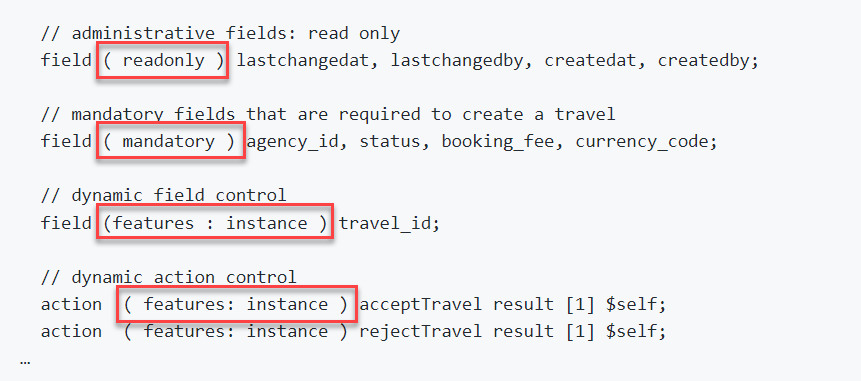 // administrative fields: read only
field ( readonly ) lastchangedat, lastchangedby, createdat, createdby;
// mandatory fields that are required to create a travel
field ( mandatory ) agency_id, status, booking_fee, currency_code;
// dynamic field control
field (features : instance ) travel_id;
// dynamic action control
action  ( features: instance ) acceptTravel result [1] $self;
action  ( features: instance ) rejectTravel result [1] $self;
…